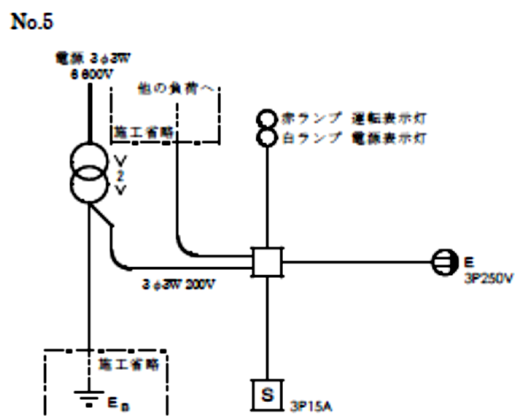 No.5
電源 3φ3W
6 600V
他の負荷へ
施工省略
赤ランプ 運転表示灯
白ランプ 電源表示灯
V
2
V
E
3P250V
3φ3W 200V
施工省略
E B
S
3P15A